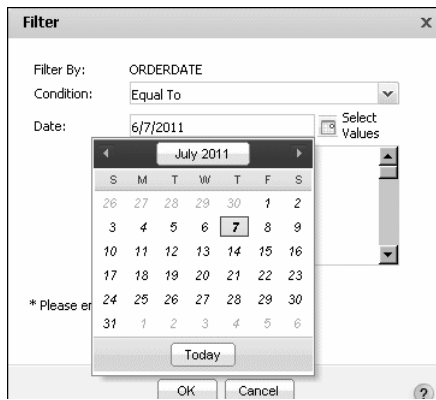 Filter x
Filter By: ORDERDATE
Condition: Equal To
Date: 6/7/2011 Select Values
July 2011
S M T W T F S
26 27 28 29 30 1 2
3 4 5 6 7 8 9
10 11 12 13 14 15 16
17 18 19 20 21 22 23
24 25 26 27 28 29 30
31 1 2 3 4 5 6
* Please
Today
OK Cancel ?